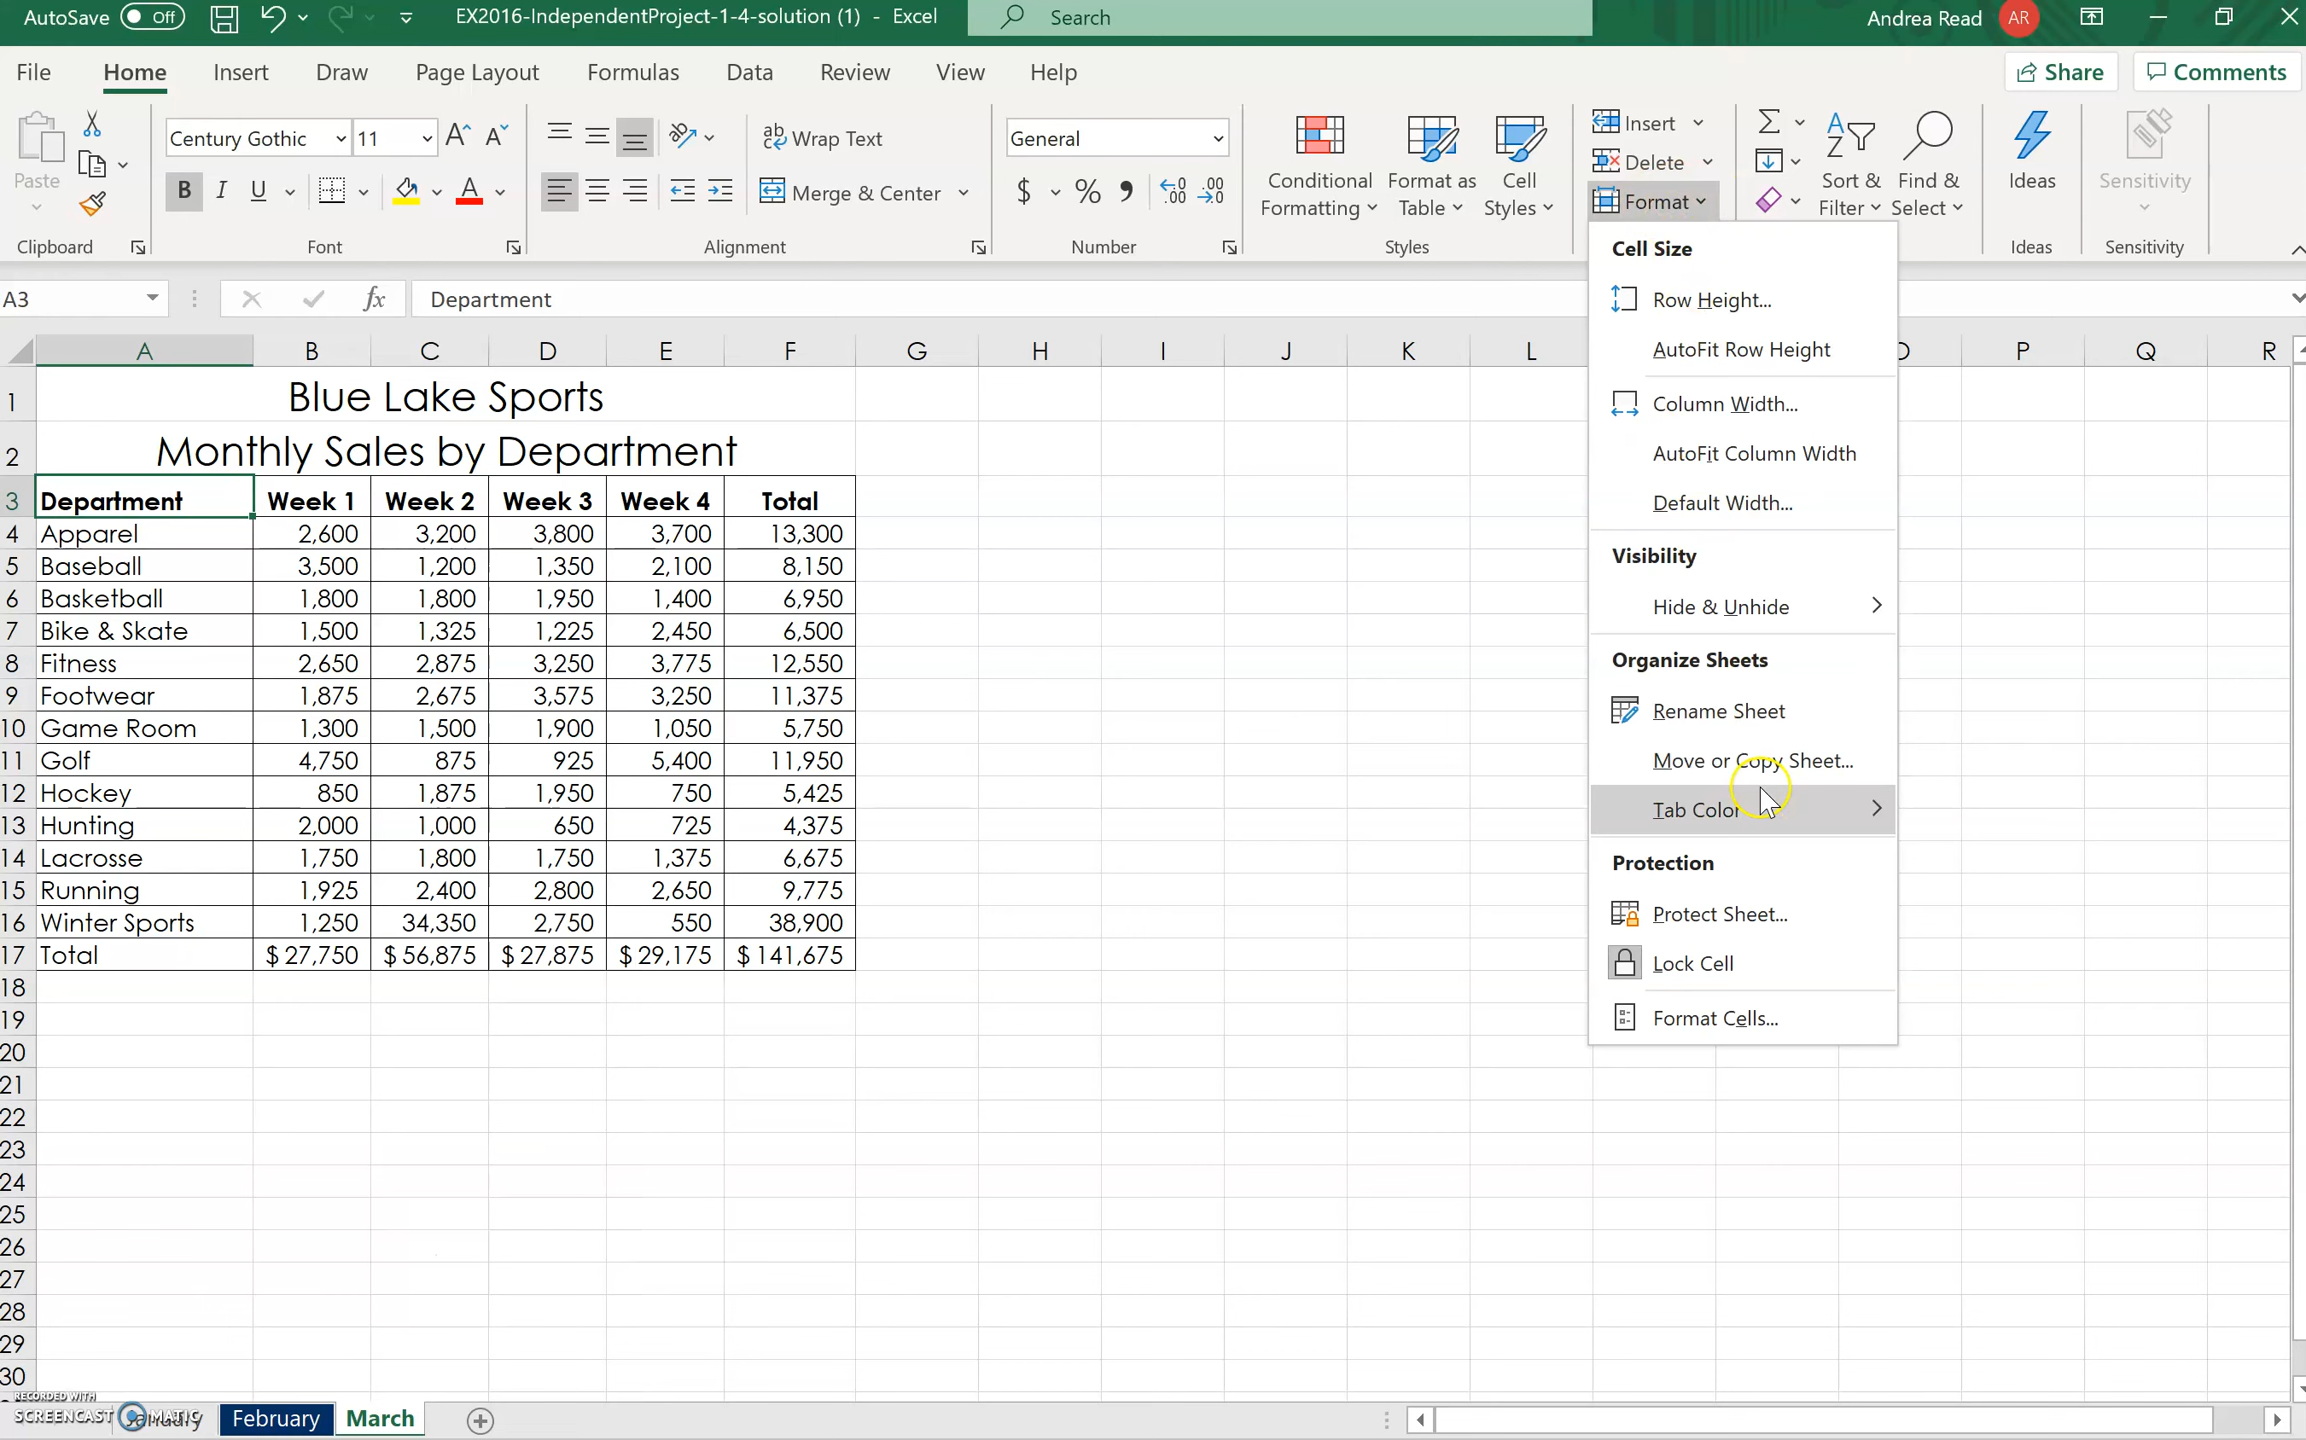 AutoSave Off EX2016-IndependentProject-1-4-solution (1) - Excel Search Andrea Read AR
File Home Insert Draw Page Layout Formulas Data Review View Help Share Comments
Paste
Clipboard
Century Gothic 11
B I U A
Font
Wrap Text
Merge & Center
Alignment
General
$ % ,
Number
Conditional Formatting
Format as Table
Cell Styles
Styles
Insert
Delete
Format
Sort & Filter
Find & Select
Ideas
Ideas
Sensitivity
Sensitivity
A3 fx Department
A B C D E F G H I J K L P Q R
1 Blue Lake Sports
2 Monthly Sales by Department
3 Department Week 1 Week 2 Week 3 Week 4 Total
4 Apparel 2,600 3,200 3,800 3,700 13,300
5 Baseball 3,500 1,200 1,350 2,100 8,150
6 Basketball 1,800 1,800 1,950 1,400 6,950
7 Bike & Skate 1,500 1,325 1,225 2,450 6,500
8 Fitness 2,650 2,875 3,250 3,775 12,550
9 Footwear 1,875 2,675 3,575 3,250 11,375
10 Game Room 1,300 1,500 1,900 1,050 5,750
11 Golf 4,750 875 925 5,400 11,950
12 Hockey 850 1,875 1,950 750 5,425
13 Hunting 2,000 1,000 650 725 4,375
14 Lacrosse 1,750 1,800 1,750 1,375 6,675
15 Running 1,925 2,400 2,800 2,650 9,775
16 Winter Sports 1,250 34,350 2,750 550 38,900
17 Total $ 27,750 $ 56,875 $ 27,875 $ 29,175 $ 141,675
18
19
20
21
22
23
24
25
26
27
28
29
30
Cell Size
Row Height...
AutoFit Row Height
Column Width...
AutoFit Column Width
Default Width...
Visibility
Hide & Unhide
Organize Sheets
Rename Sheet
Move or Copy Sheet...
Tab Color
Protection
Protect Sheet...
Lock Cell
Format Cells...
RECORDED WITH
SCREENCAST MATIC
February March